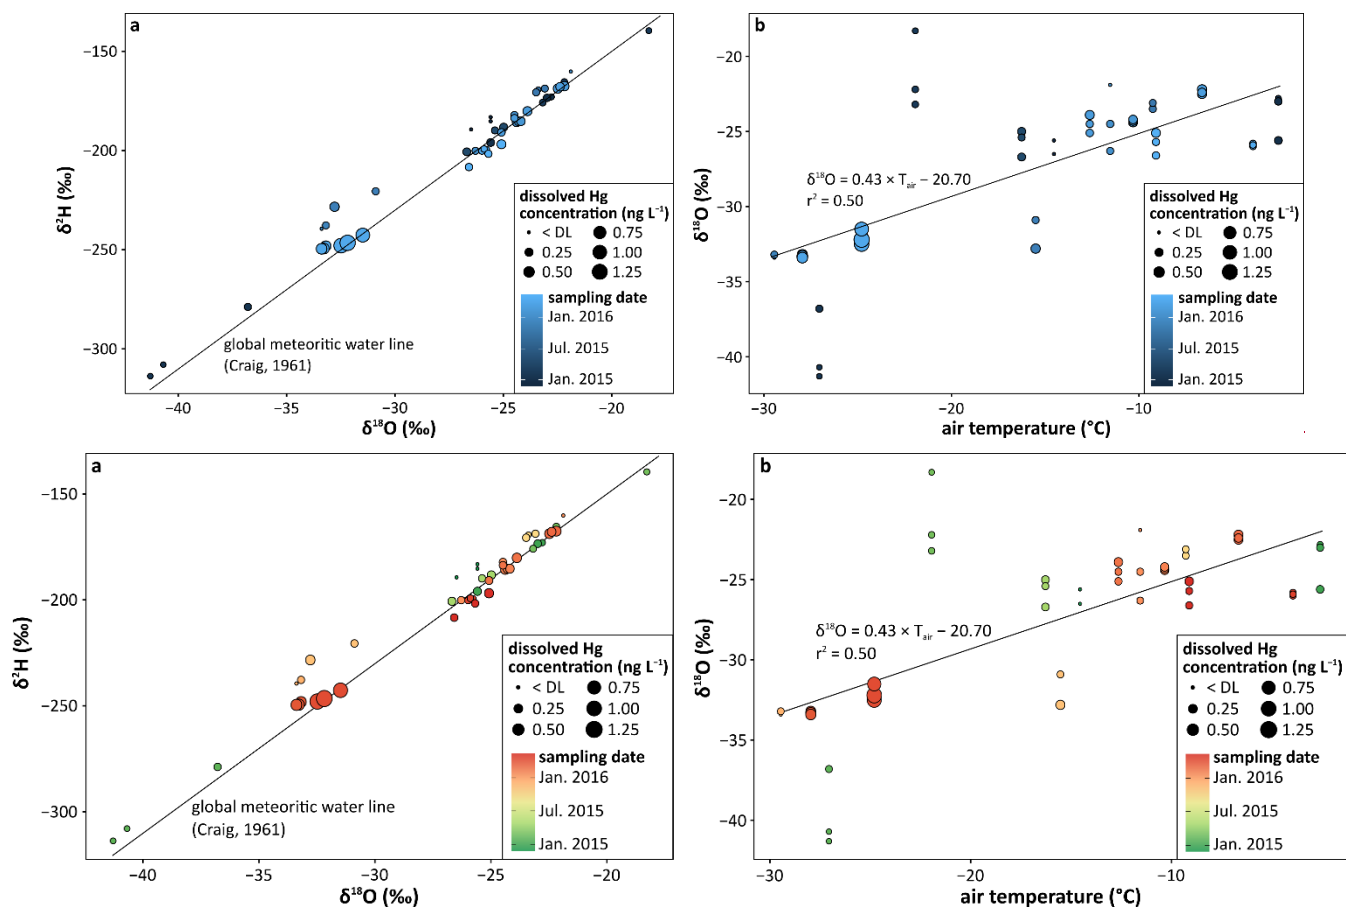 a
−150
−200
−250
−300
δ²H (‰)
−40
−35
−30
−25
−20
δ¹⁸O (‰)
global meteoritic water line
(Craig, 1961)
dissolved Hg
concentration (ng L⁻¹)
< DL
0.75
0.25
1.00
0.50
1.25
sampling date
Jan. 2016
Jul. 2015
Jan. 2015
b
−20
−25
−30
−35
−40
δ¹⁸O (‰)
−30
−20
−10
air temperature (°C)
δ¹⁸O = 0.43 × Tair − 20.70
r² = 0.50
dissolved Hg
concentration (ng L⁻¹)
< DL
0.75
0.25
1.00
0.50
1.25
sampling date
Jan. 2016
Jul. 2015
Jan. 2015
a
−150
−200
−250
−300
δ²H (‰)
−40
−35
−30
−25
−20
δ¹⁸O (‰)
global meteoritic water line
(Craig, 1961)
dissolved Hg
concentration (ng L⁻¹)
< DL
0.75
0.25
1.00
0.50
1.25
sampling date
Jan. 2016
Jul. 2015
Jan. 2015
b
−20
−25
−30
−35
−40
δ¹⁸O (‰)
−30
−20
−10
air temperature (°C)
δ¹⁸O = 0.43 × Tair − 20.70
r² = 0.50
dissolved Hg
concentration (ng L⁻¹)
< DL
0.75
0.25
1.00
0.50
1.25
sampling date
Jan. 2016
Jul. 2015
Jan. 2015